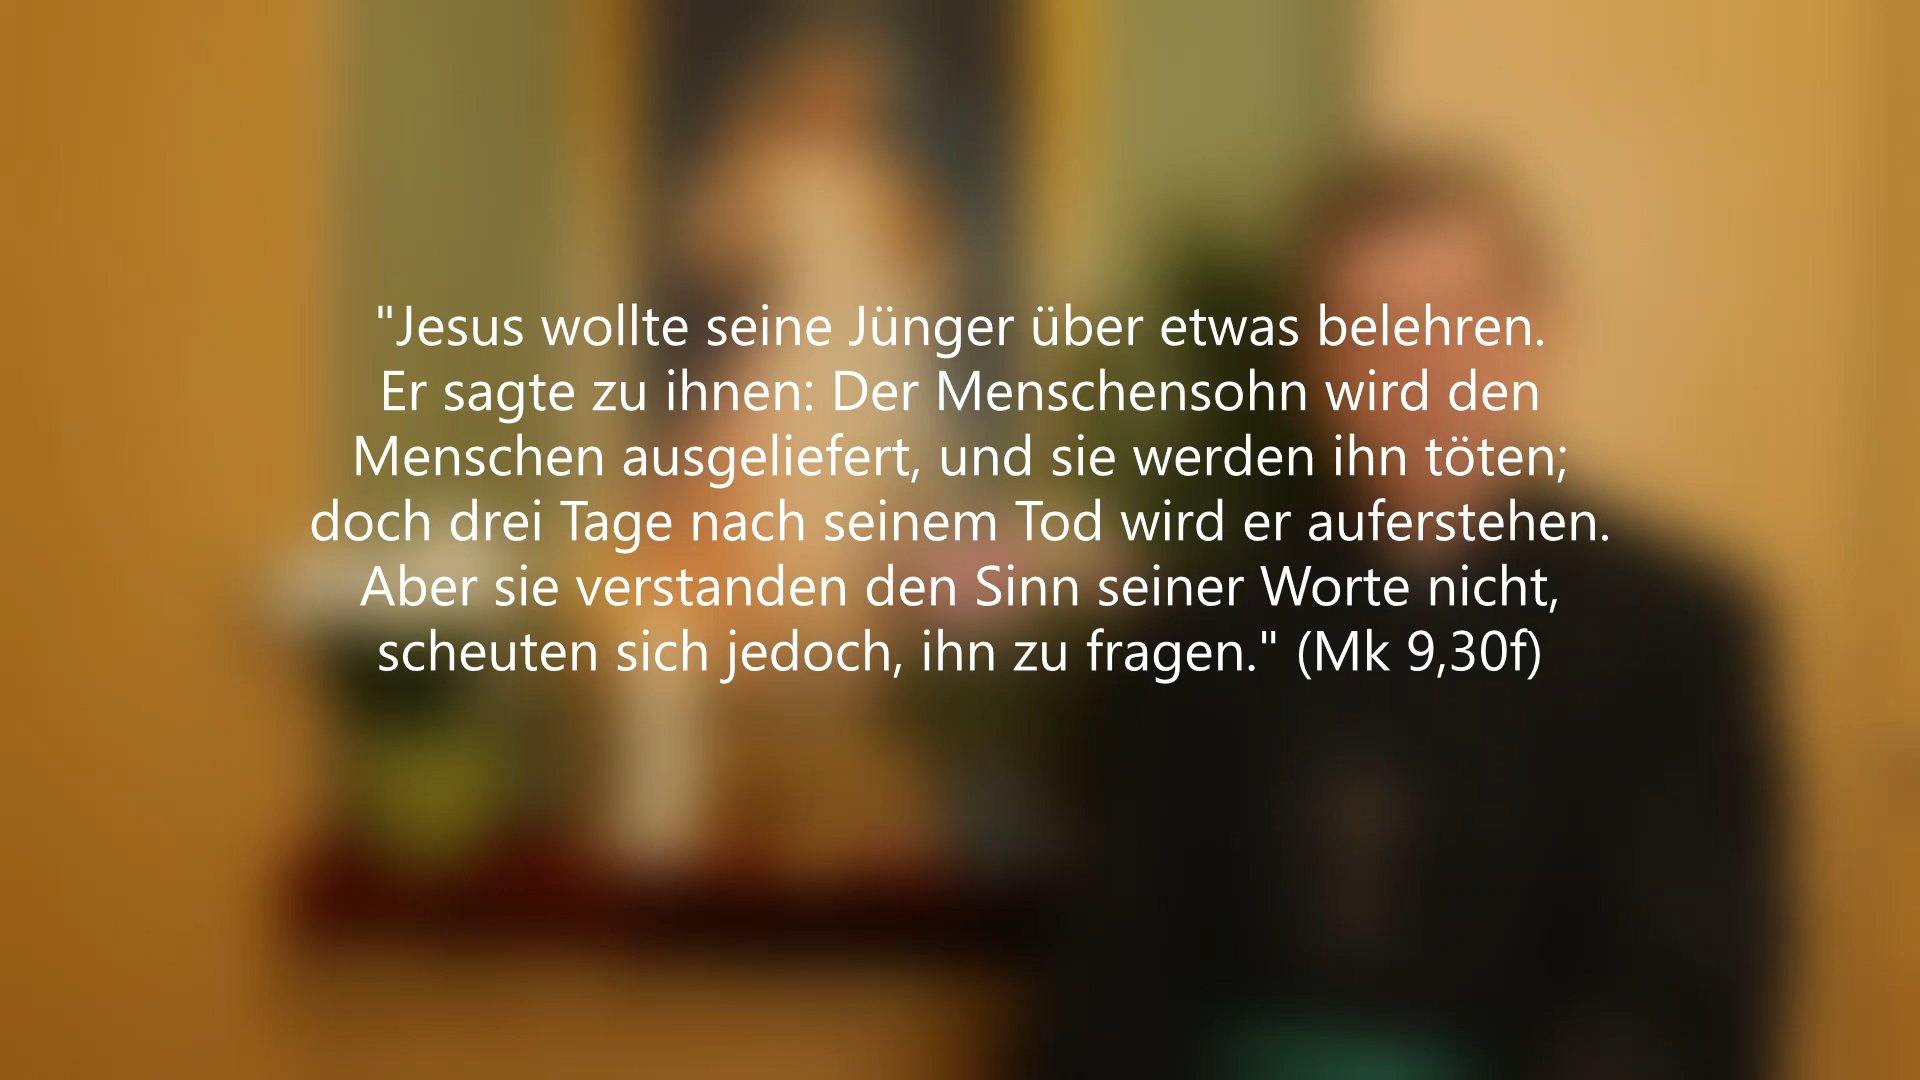 "Jesus wollte seine Jünger über etwas belehren.
Er sagte zu ihnen: Der Menschensohn wird den
Menschen ausgeliefert, und sie werden ihn töten;
doch drei Tage nach seinem Tod wird er auferstehen.
Aber sie verstanden den Sinn seiner Worte nicht,
scheuten sich jedoch, ihn zu fragen." (Mk 9,30f)